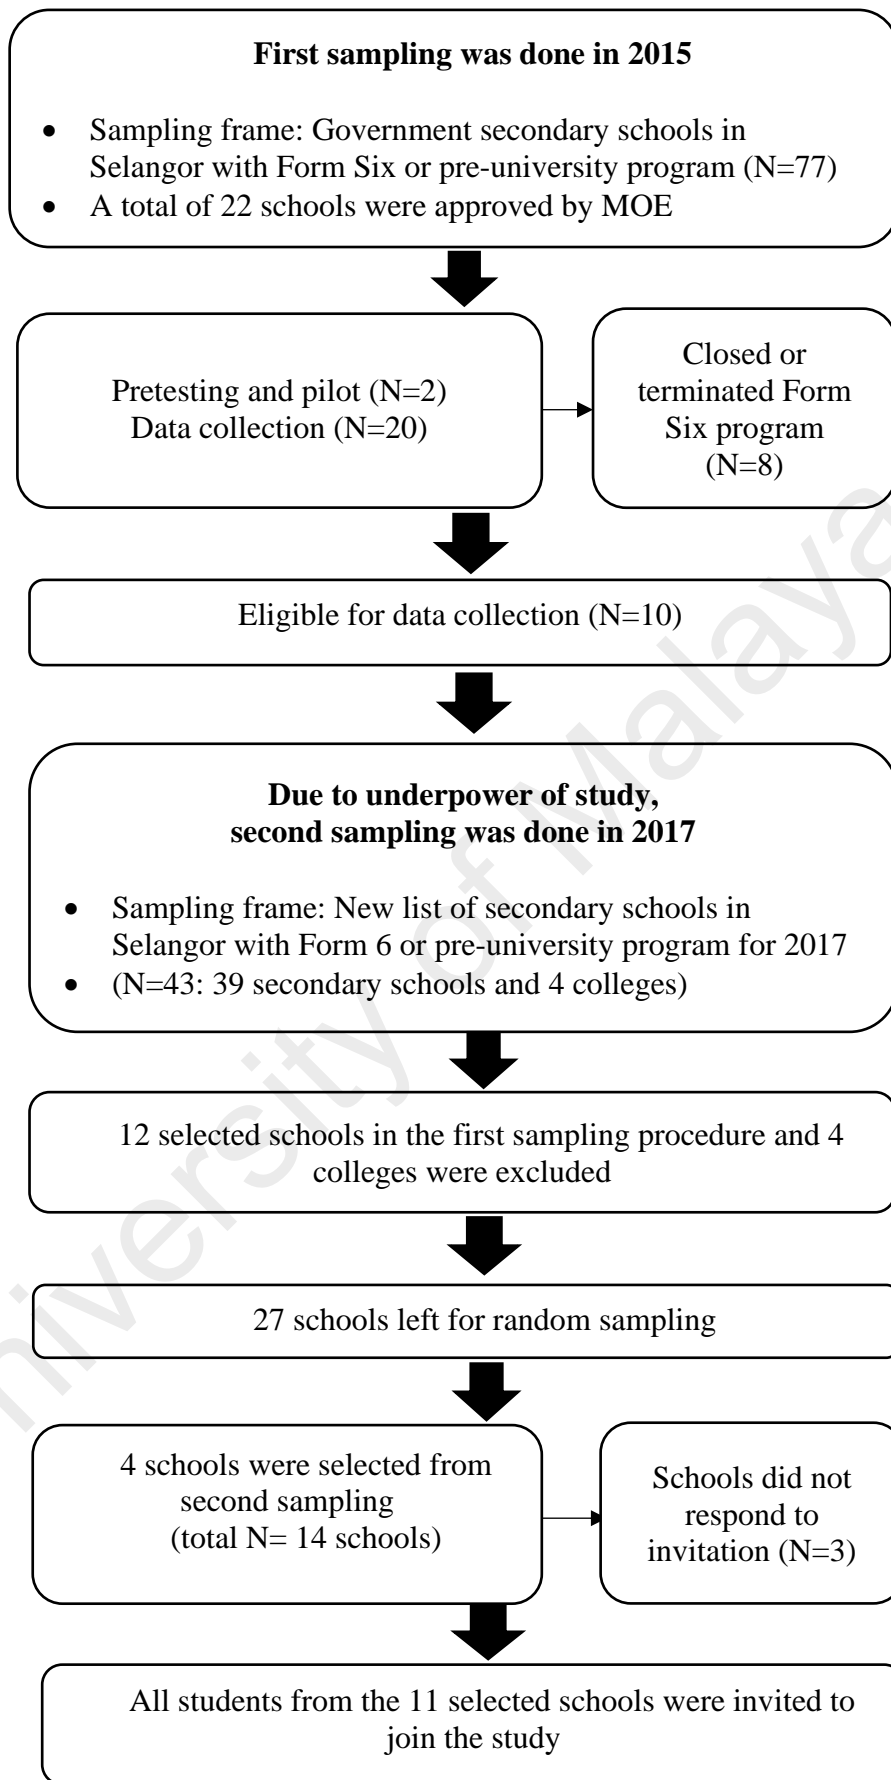 First sampling was done in 2015
• Sampling frame: Government secondary schools in
Selangor with Form Six or pre-university program (N=77)
• A total of 22 schools were approved by MOE
Pretesting and pilot (N=2)
Data collection (N=20)
Closed or
terminated Form
Six program
(N=8)
Eligible for data collection (N=10)
Due to underpower of study,
second sampling was done in 2017
• Sampling frame: New list of secondary schools in
Selangor with Form 6 or pre-university program for 2017
• (N=43: 39 secondary schools and 4 colleges)
12 selected schools in the first sampling procedure and 4
colleges were excluded
27 schools left for random sampling
4 schools were selected from
second sampling
(total N= 14 schools)
Schools did not
respond to
invitation (N=3)
All students from the 11 selected schools were invited to
join the study
niversity of Malaya